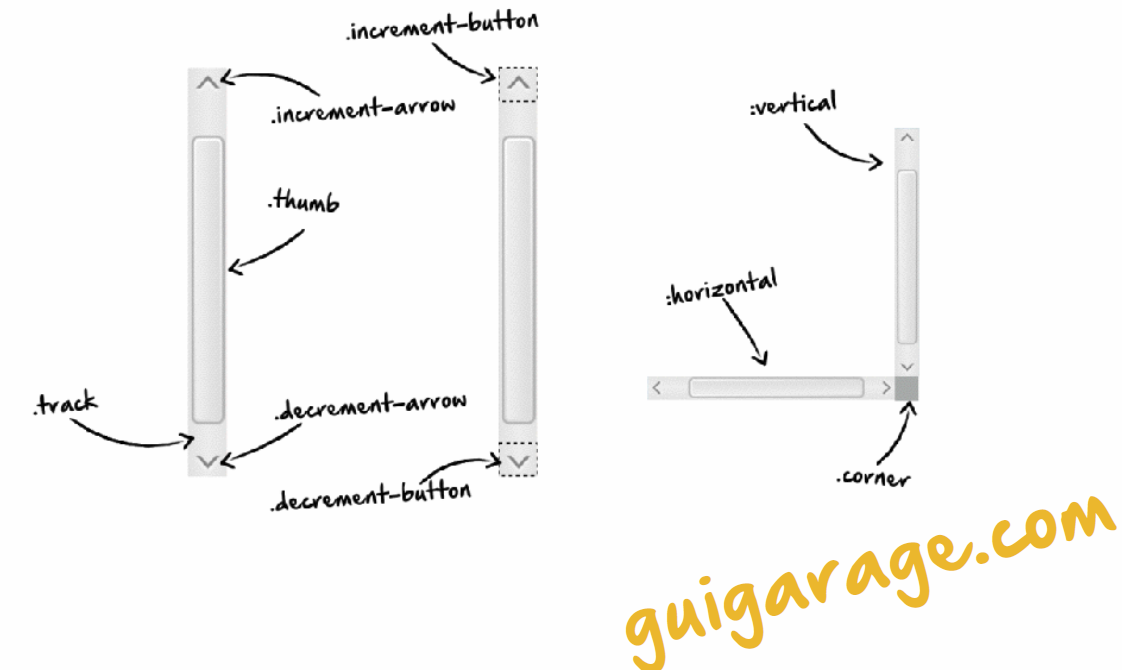 .increment-button
.increment-arrow
:vertical
.thumb
:horizontal
.track
.decrement-arrow
.corner
.decrement-button
guigarage.com